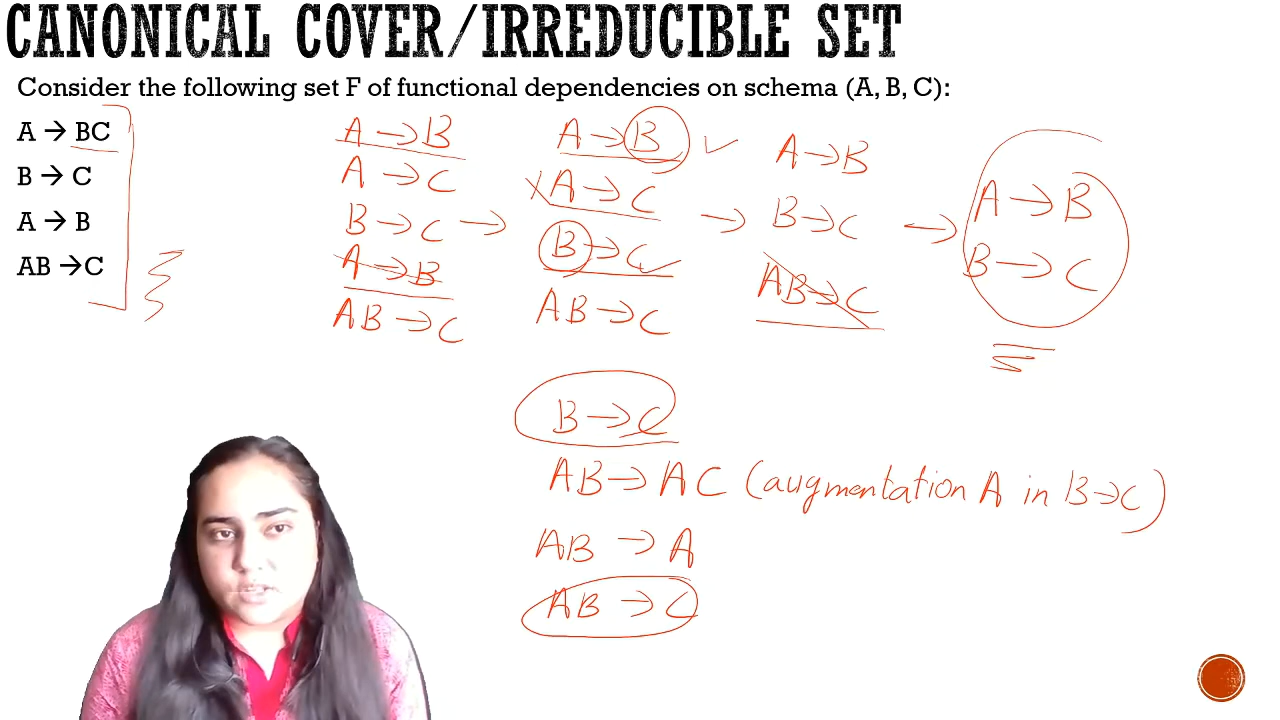 CANONICAL COVER/IRREDUCIBLE SET
Consider the following set F of functional dependencies on schema (A, B, C):
A → BC
B → C
A → B
AB →C
A → B
A → C
B → C →
A → B
AB → C
A → B ✓
X A → C
B → C ✓
AB → C
→
A → B
B → C
AB → C
→
A → B
B → C
B → C
AB → AC (augmentation A in B→C)
AB → A
AB → C